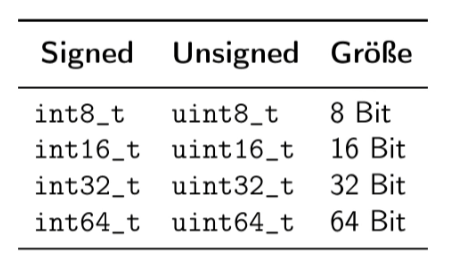 Signed Unsigned Größe
int8_t uint8_t 8 Bit
int16_t uint16_t 16 Bit
int32_t uint32_t 32 Bit
int64_t uint64_t 64 Bit